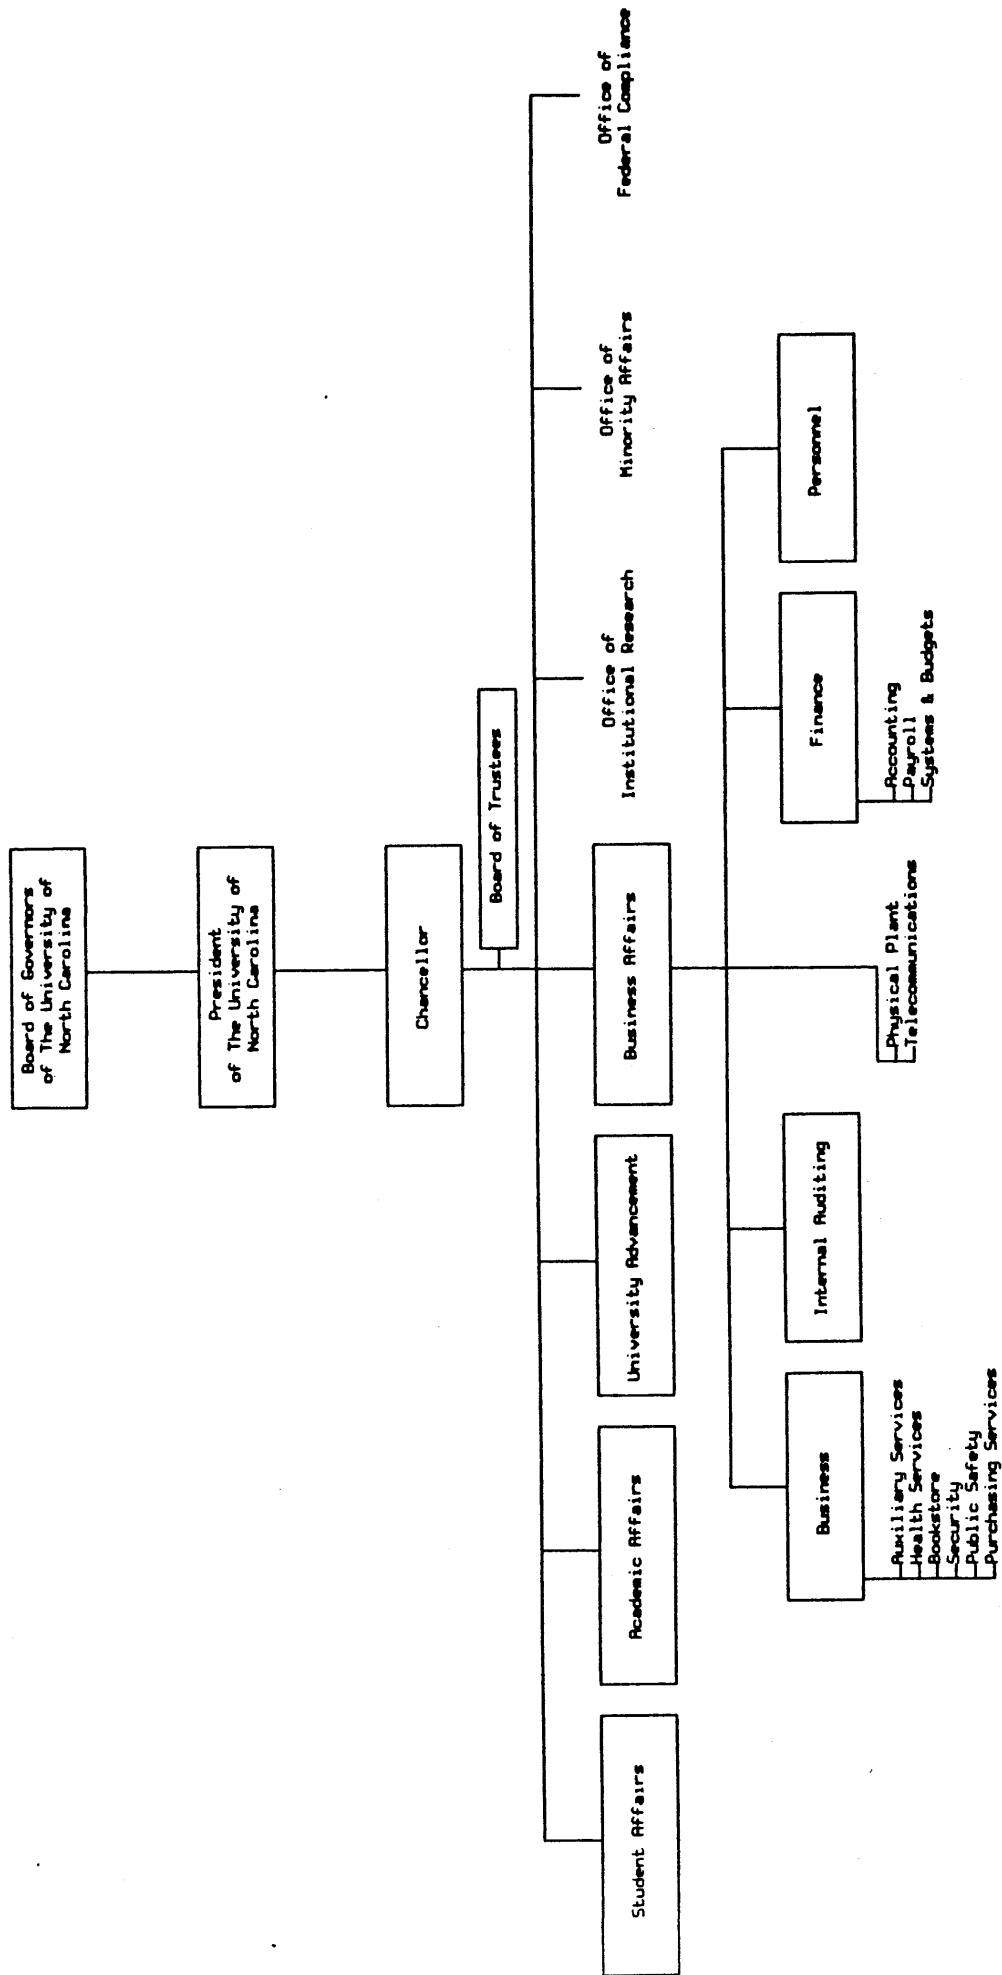 Board of Governors
of The University of
North Carolina
President
of The University of
North Carolina
Chancellor
Board of Trustees
Student Affairs
Academic Affairs
University Advancement
Business Affairs
Office of
Institutional Research
Office of
Minority Affairs
Office of
Federal Compliance
Business
Auxiliary Services
Health Services
Bookstore
Security
Public Safety
Purchasing Services
Internal Auditing
Physical Plant
Telecommunications
Finance
Accounting
Payroll
Systems & Budgets
Personnel